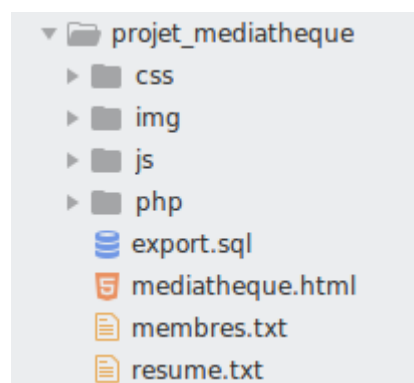 projet_mediatheque
css
img
js
php
export.sql
mediatheque.html
membres.txt
resume.txt